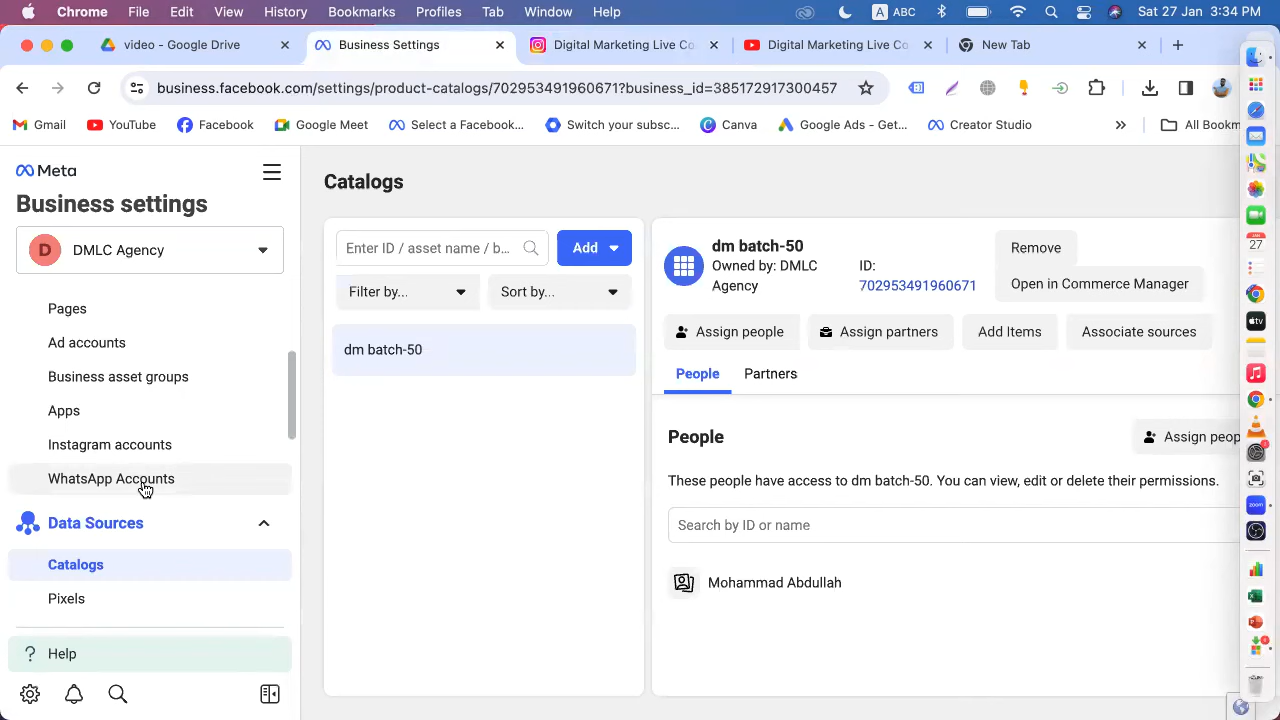 Chrome File Edit View History Bookmarks Profiles Tab Window Help A ABC Sat 27 Jan 3:34 PM
video - Google Drive Business Settings Digital Marketing Live Co Digital Marketing Live Co New Tab
business.facebook.com/settings/product-catalogs/702953491960671?business_id=385172917300457
Gmail YouTube Facebook Google Meet Select a Facebook... Switch your subsc... Canva Google Ads - Get... Creator Studio » All Bookm
Meta
Business settings
D DMLC Agency
Pages
Ad accounts
Business asset groups
Apps
Instagram accounts
WhatsApp Accounts
Data Sources
Catalogs
Pixels
? Help
Catalogs
Enter ID / asset name / b... Add
Filter by... Sort by...
dm batch-50
dm batch-50
Owned by: DMLC
Agency
ID:
702953491960671
Remove
Open in Commerce Manager
Assign people Assign partners Add Items Associate sources
People Partners
People Assign peop
These people have access to dm batch-50. You can view, edit or delete their permissions.
Search by ID or name
Mohammad Abdullah
JAN
27
tv
zoom